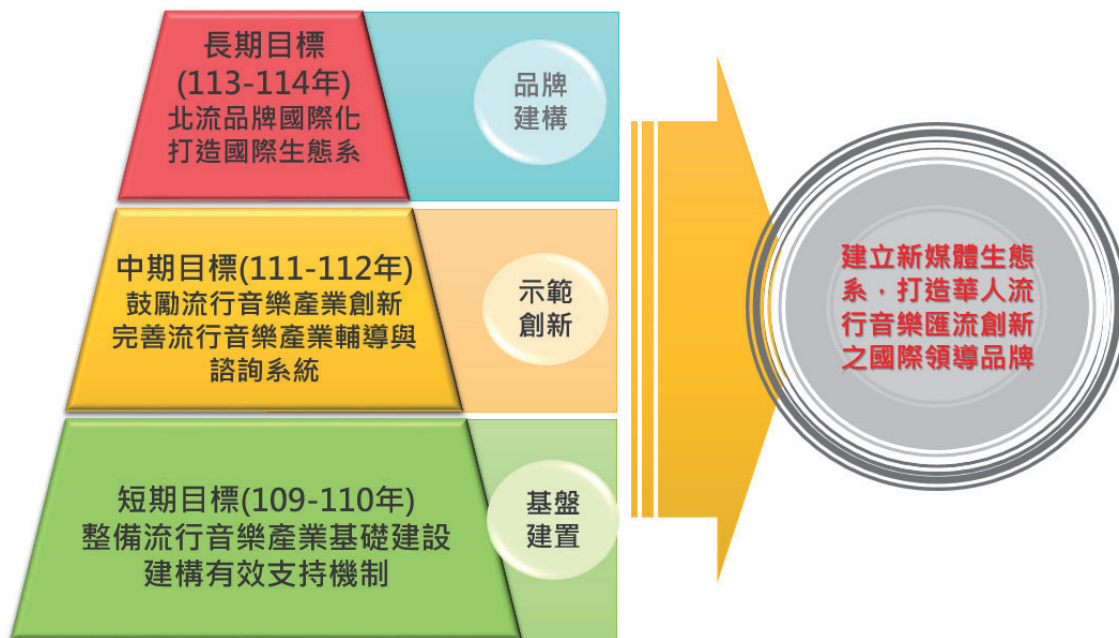 長期目標
(113-114年)
北流品牌國際化
打造國際生態系
品牌
建構
中期目標(111-112年)
鼓勵流行音樂產業創新
完善流行音樂產業輔導與
諮詢系統
示範
創新
短期目標(109-110年)
整備流行音樂產業基礎建設
建構有效支持機制
基盤
建置
建立新媒體生態
系，打造華人流
行音樂匯流創新
之國際領導品牌